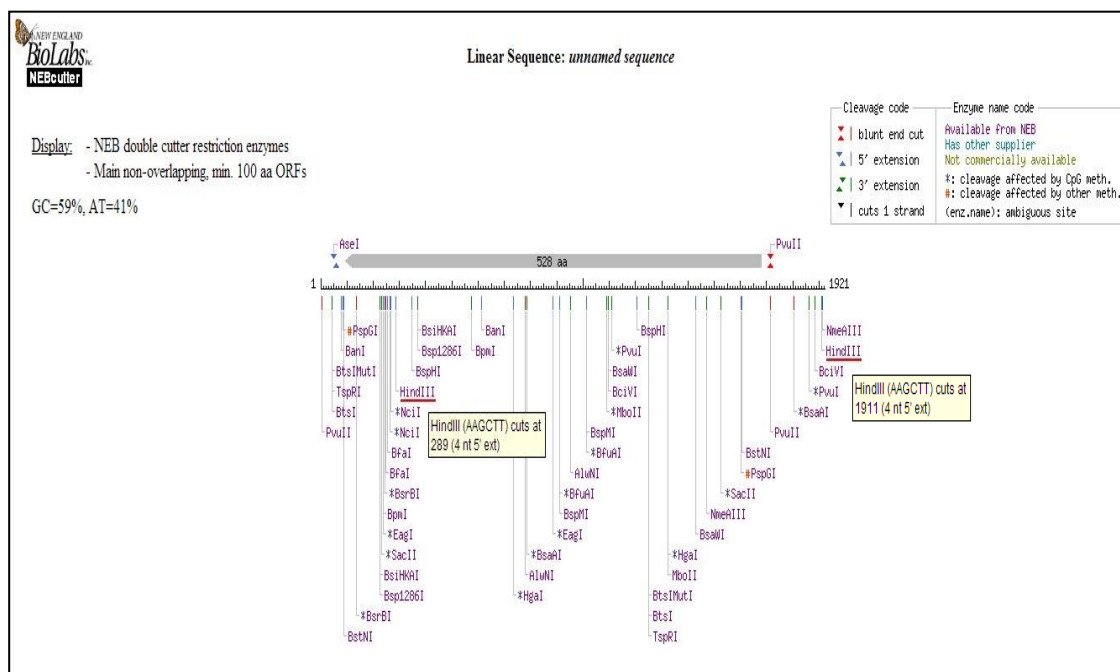 NEW ENGLAND
BioLabs Inc.
NEBcutter
Linear Sequence: unnamed sequence
Display: - NEB double cutter restriction enzymes
- Main non-overlapping, min. 100 aa ORFs
GC=59%, AT=41%
Cleavage code
blunt end cut
5' extension
3' extension
cuts 1 strand
Enzyme name code
Available from NEB
Has other supplier
Not commercially available
*: cleavage affected by CpG meth.
#: cleavage affected by other meth.
(enz.name): ambiguous site
AseI PvuII
528 aa
1 1921
#PspGI BsiHKAI BanI BspHI NmeAIII
BanI Bsp1286I BpmI *PvuI HindIII
BtsIMutI BspHI BsaWI BciVI
TspRI HindIII BciVI *PvuI
BtsI *NciI *MboII *BsaAI
PvuII *NciI BspMI PvuII
BfaI *BfuAI BstNI
BfaI AlwNI #PspGI
*BsrBI *BfuAI *SacII
BpmI BspMI NmeAIII
*EagI *EagI BsaWI
*SacII *BsaAI *HgaI
BsiHKAI AlwNI MboII
Bsp1286I *HgaI BtsIMutI
*BsrBI BtsI
BstNI TspRI
HindIII (AAGCTT) cuts at
289 (4 nt 5' ext)
HindIII (AAGCTT) cuts at
1911 (4 nt 5' ext)